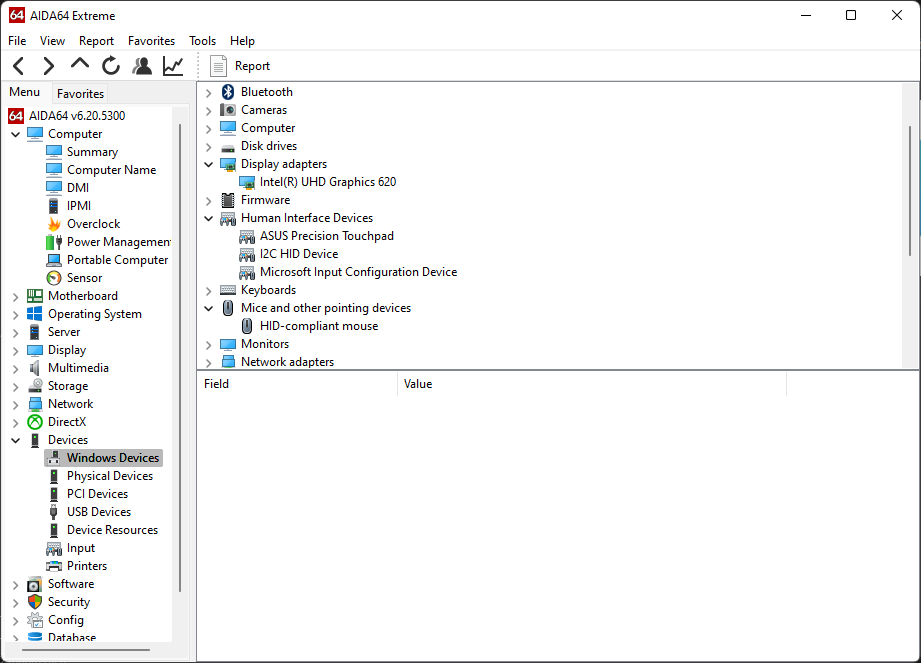 64 AIDA64 Extreme
File View Report Favorites Tools Help
Report
Menu Favorites
64 AIDA64 v6.20.5300
Computer
Summary
Computer Name
DMI
IPMI
Overclock
Power Management
Portable Computer
Sensor
Motherboard
Operating System
Server
Display
Multimedia
Storage
Network
DirectX
Devices
Windows Devices
Physical Devices
PCI Devices
USB Devices
Device Resources
Input
Printers
Software
Security
Config
Database
Bluetooth
Cameras
Computer
Disk drives
Display adapters
Intel(R) UHD Graphics 620
Firmware
Human Interface Devices
ASUS Precision Touchpad
I2C HID Device
Microsoft Input Configuration Device
Keyboards
Mice and other pointing devices
HID-compliant mouse
Monitors
Network adapters
Field Value